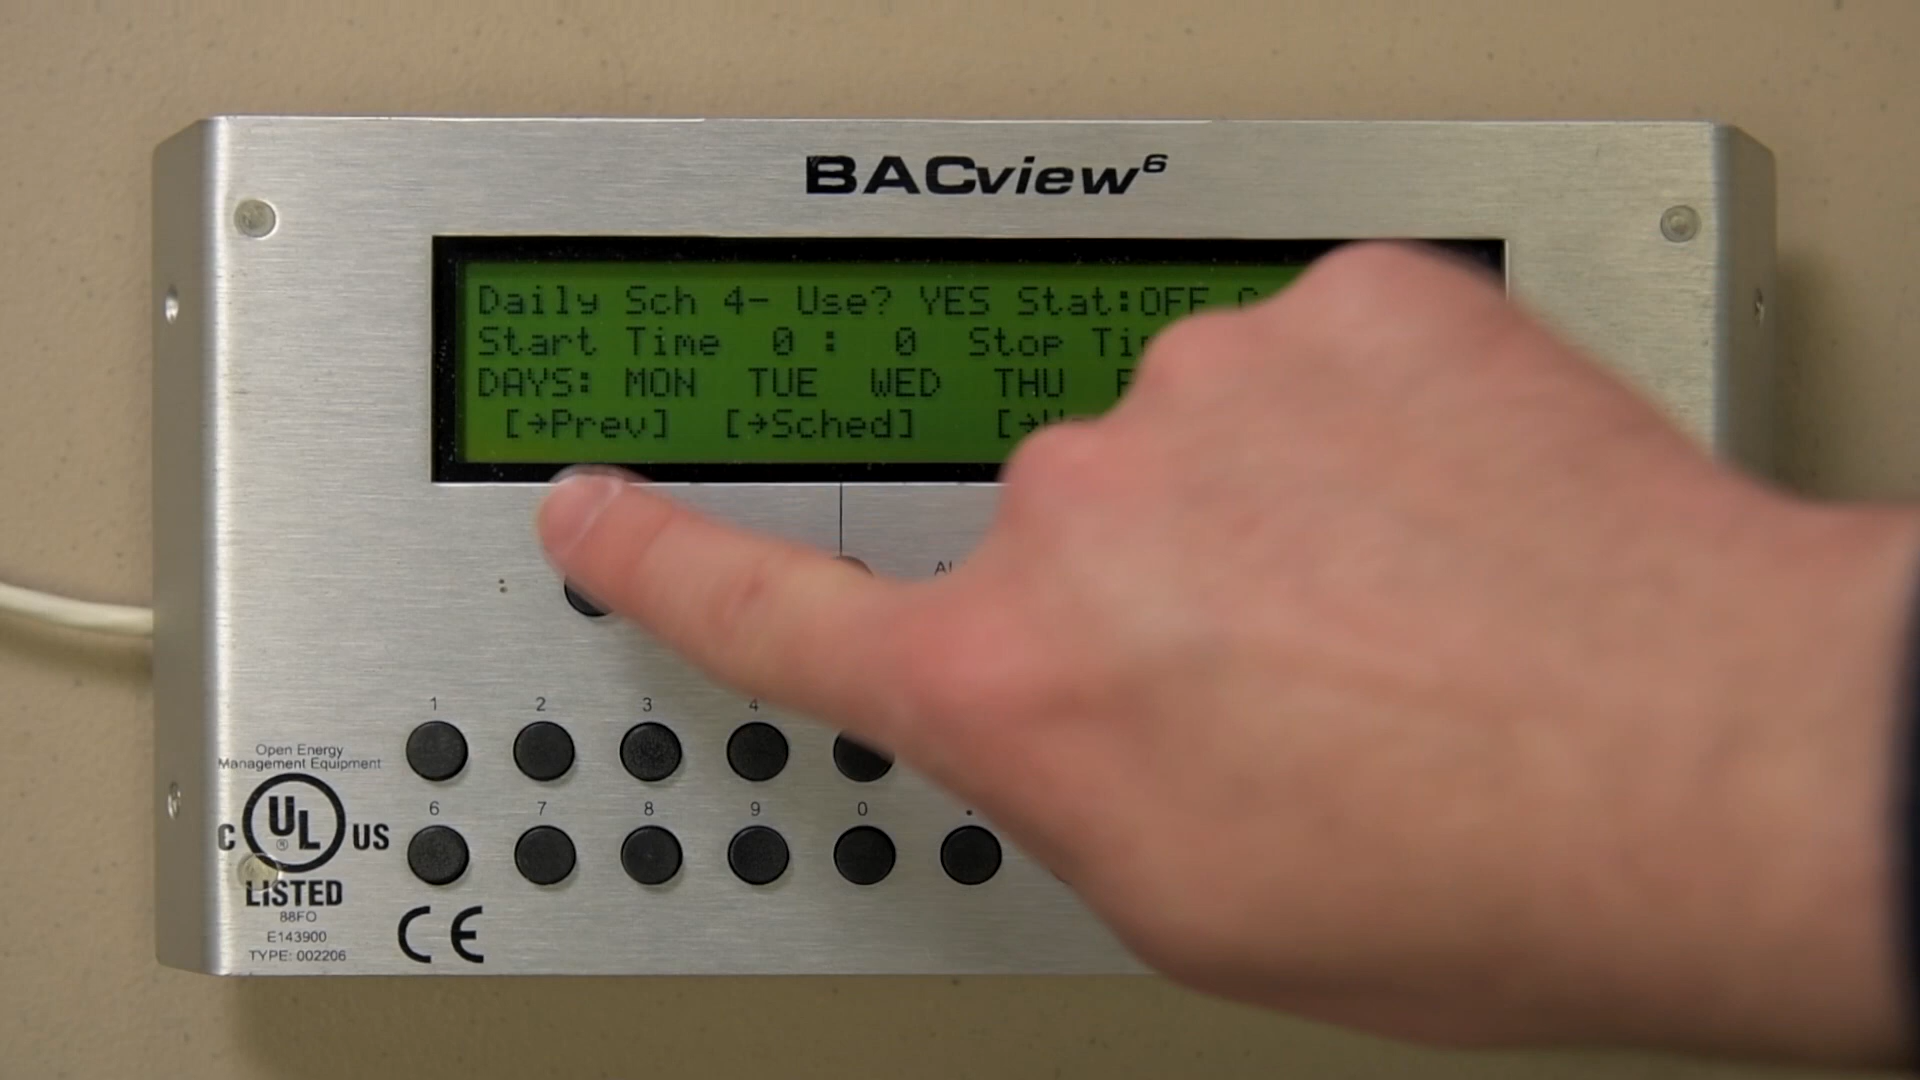 BACview⁶
Daily Sch 4- Use? YES Stat:OFF
Start Time 0 : 0 Stop
DAYS: MON TUE WED THU
[→Prev] [→Sched]
1 2 3 4
6 7 8 9 0 .
Open Energy
Management Equipment
C UL ® US
LISTED
88FO
E143900
TYPE: 002206
CE